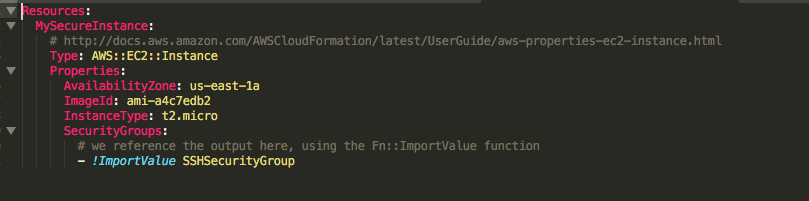 Resources:
MySecureInstance:
# http://docs.aws.amazon.com/AWSCloudFormation/latest/UserGuide/aws-properties-ec2-instance.html
Type: AWS::EC2::Instance
Properties:
AvailabilityZone: us-east-1a
ImageId: ami-a4c7edb2
InstanceType: t2.micro
SecurityGroups:
# we reference the output here, using the Fn::ImportValue function
- !ImportValue SSHSecurityGroup